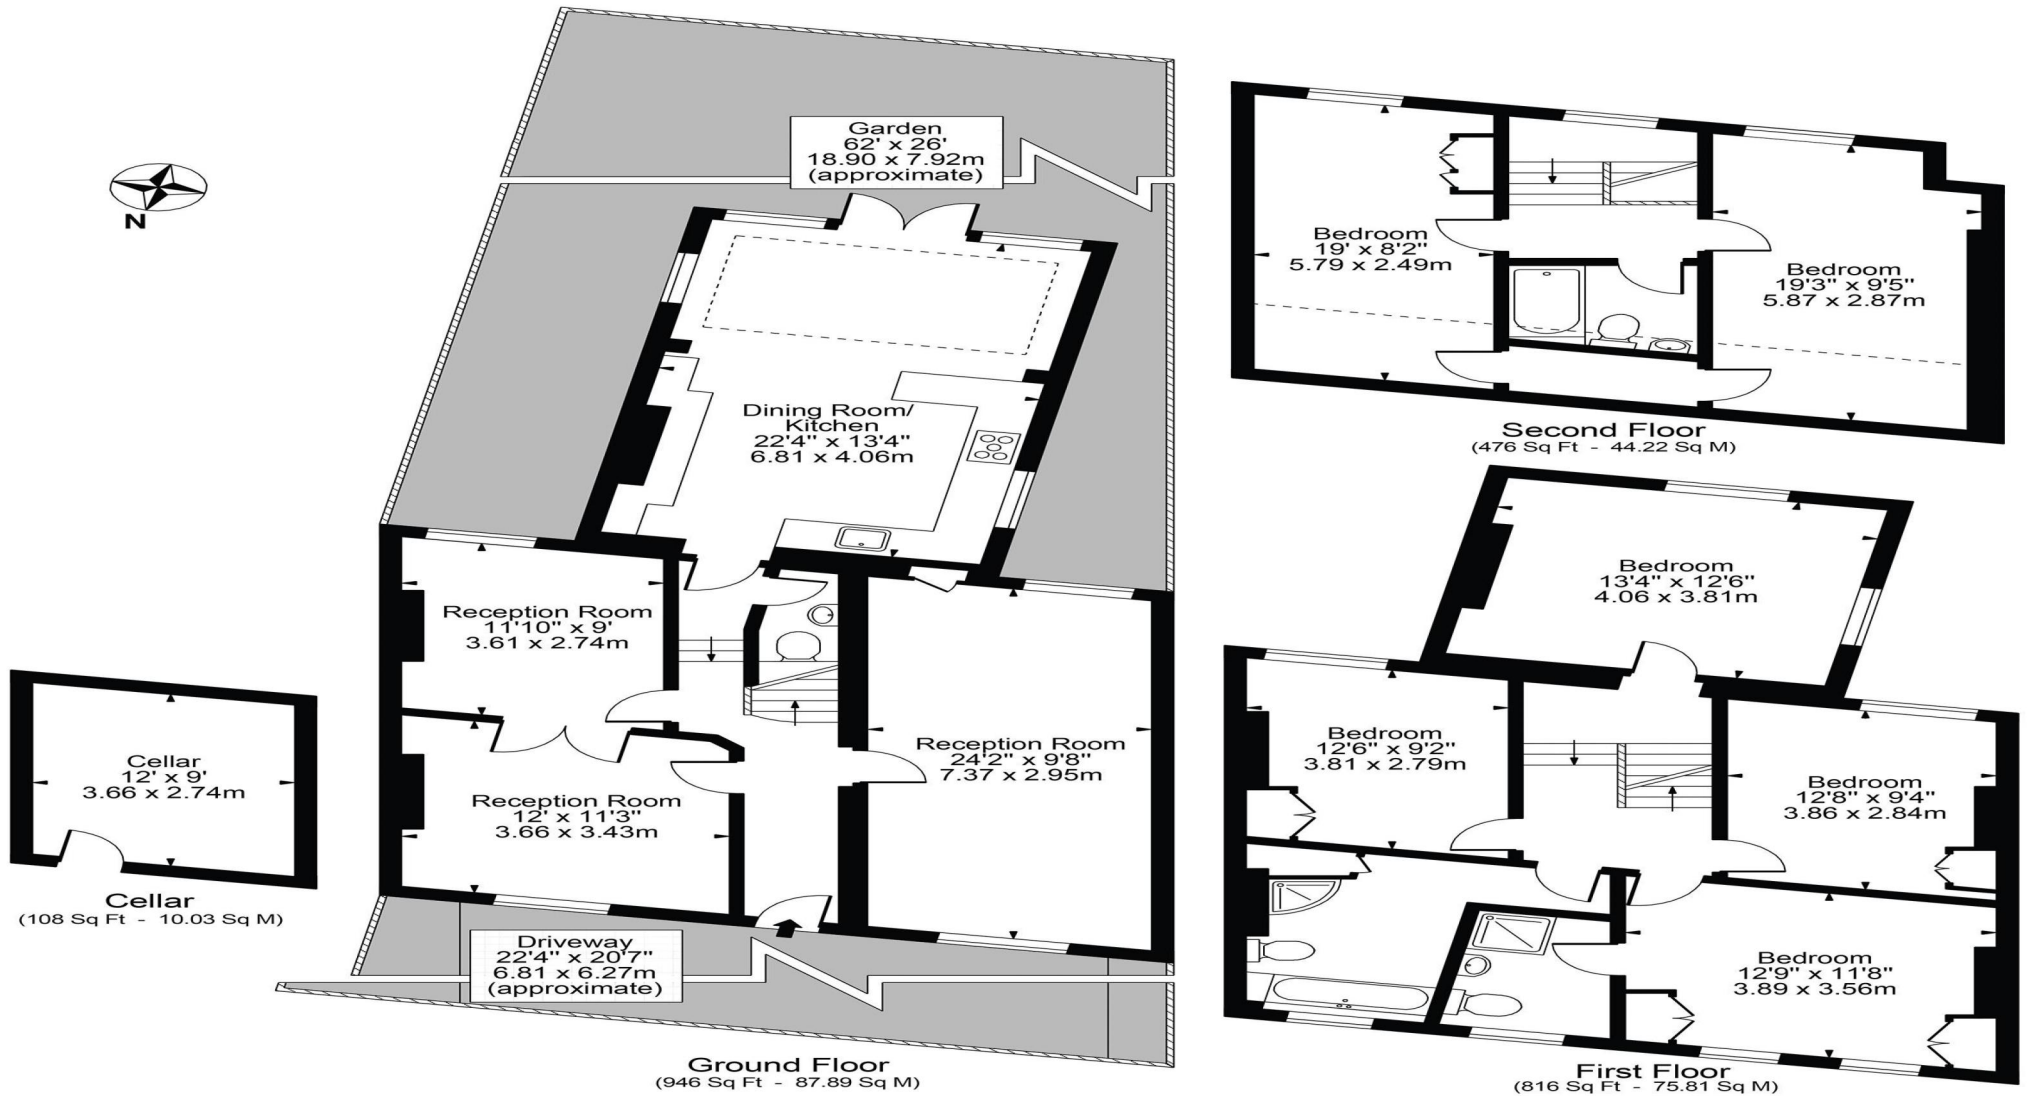 N
Garden
62' x 26'
18.90 x 7.92m
(approximate)
Dining Room/
Kitchen
22'4" x 13'4"
6.81 x 4.06m
Reception Room
11'10" x 9'
3.61 x 2.74m
Reception Room
12' x 11'3"
3.66 x 3.43m
Reception Room
24'2" x 9'8"
7.37 x 2.95m
Driveway
22'4" x 20'7"
6.81 x 6.27m
(approximate)
Ground Floor
(946 Sq Ft - 87.89 Sq M)
Cellar
12' x 9'
3.66 x 2.74m
Cellar
(108 Sq Ft - 10.03 Sq M)
Bedroom
19' x 8'2"
5.79 x 2.49m
Bedroom
19'3" x 9'5"
5.87 x 2.87m
Second Floor
(476 Sq Ft - 44.22 Sq M)
Bedroom
13'4" x 12'6"
4.06 x 3.81m
Bedroom
12'6" x 9'2"
3.81 x 2.79m
Bedroom
12'8" x 9'4"
3.86 x 2.84m
Bedroom
12'9" x 11'8"
3.89 x 3.56m
First Floor
(816 Sq Ft - 75.81 Sq M)